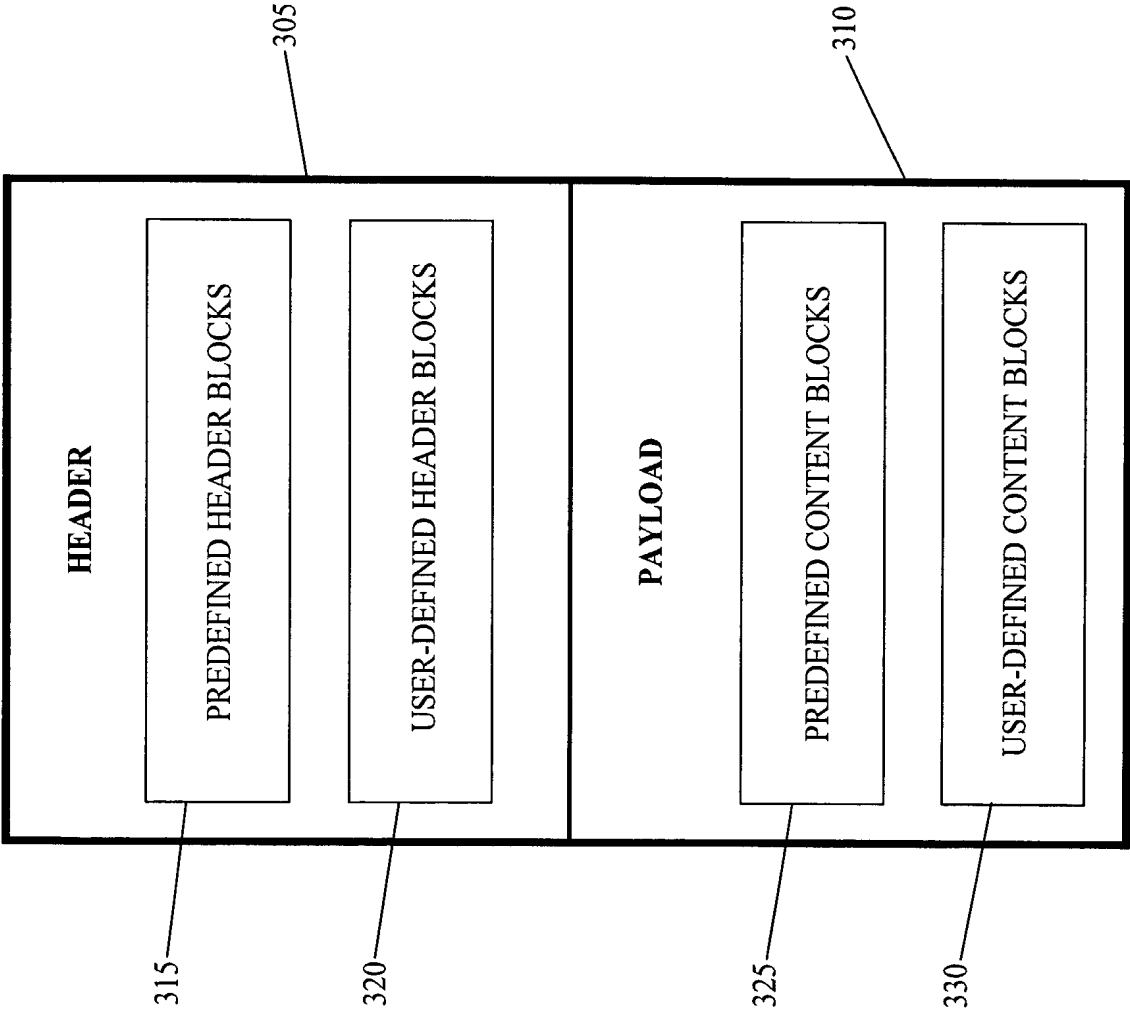 305
310
HEADER
PREDEFINED HEADER BLOCKS
USER-DEFINED HEADER BLOCKS
PAYLOAD
PREDEFINED CONTENT BLOCKS
USER-DEFINED CONTENT BLOCKS
315
320
325
330